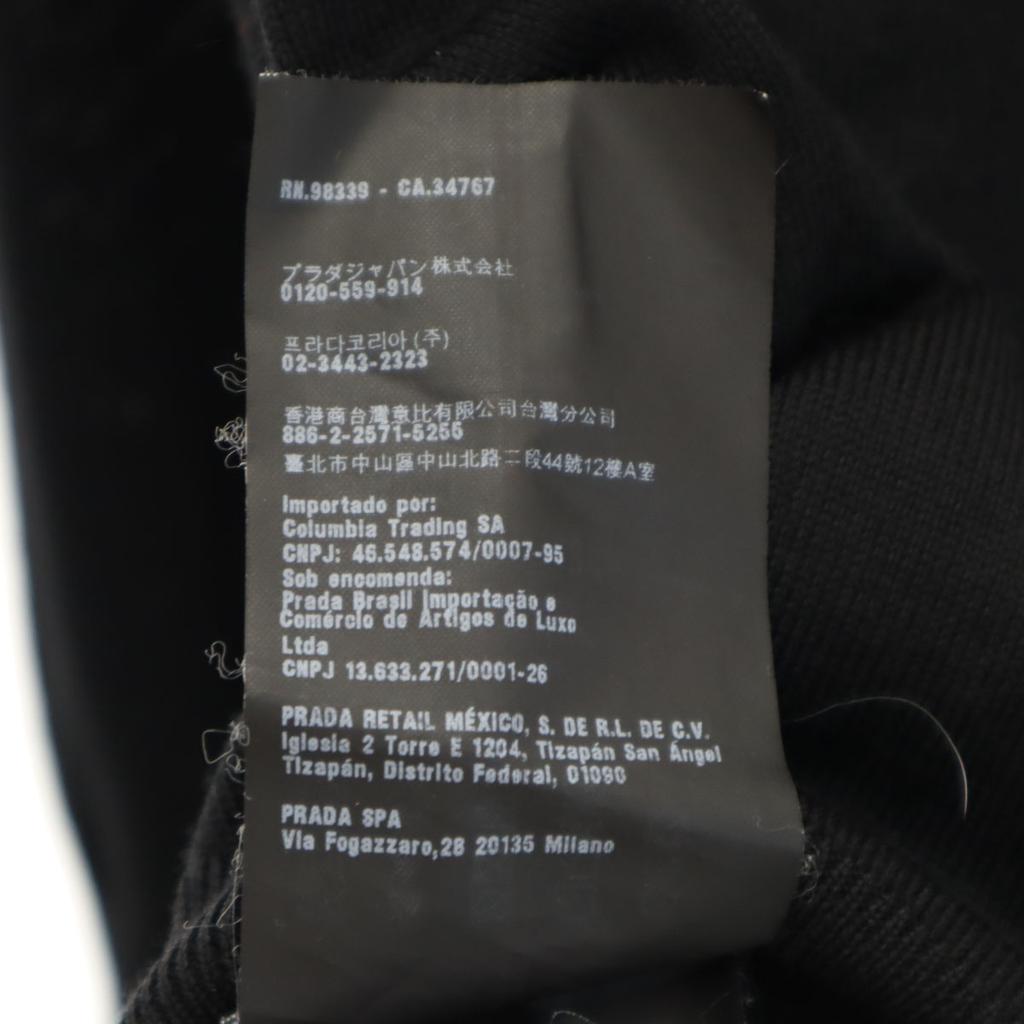 RN.98339 - CA.34767
プラダジャパン株式会社
0120-559-914
프라다코리아(주)
02-3443-2323
香港商台灣意比有限公司台灣分公司
886-2-2571-5256
臺北市中山區中山北路二段44號12樓A室
Importado por:
Columbia Trading SA
CNPJ: 46.548.574/0007-95
Sob encomenda:
Prada Brasil Importação e
Comércio de Artigos de Luxo
Ltda
CNPJ 13.633.271/0001-26
PRADA RETAIL MÉXICO, S. DE R.L. DE C.V.
Iglesia 2 Torre E 1204, Tizapán San Ángel
Tizapán, Distrito Federal, 01090
PRADA SPA
Via Fogazzaro,28 20135 Milano